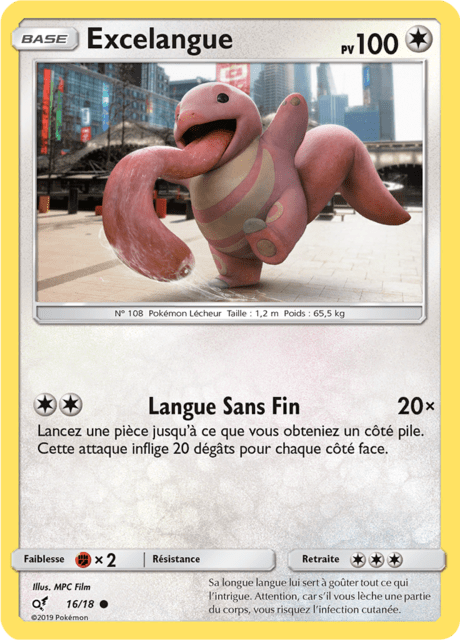 BASE Excelangue PV 100
N° 108 Pokémon Lécheur Taille : 1,2 m Poids : 65,5 kg
Langue Sans Fin 20×
Lancez une pièce jusqu'à ce que vous obteniez un côté pile.
Cette attaque inflige 20 dégâts pour chaque côté face.
Faiblesse × 2 Résistance Retraite
Illus. MPC Film
16/18
©2019 Pokémon
Sa longue langue lui sert à goûter tout ce qui
l'intrigue. Attention, car s'il vous lèche une partie
du corps, vous risquez l'infection cutanée.